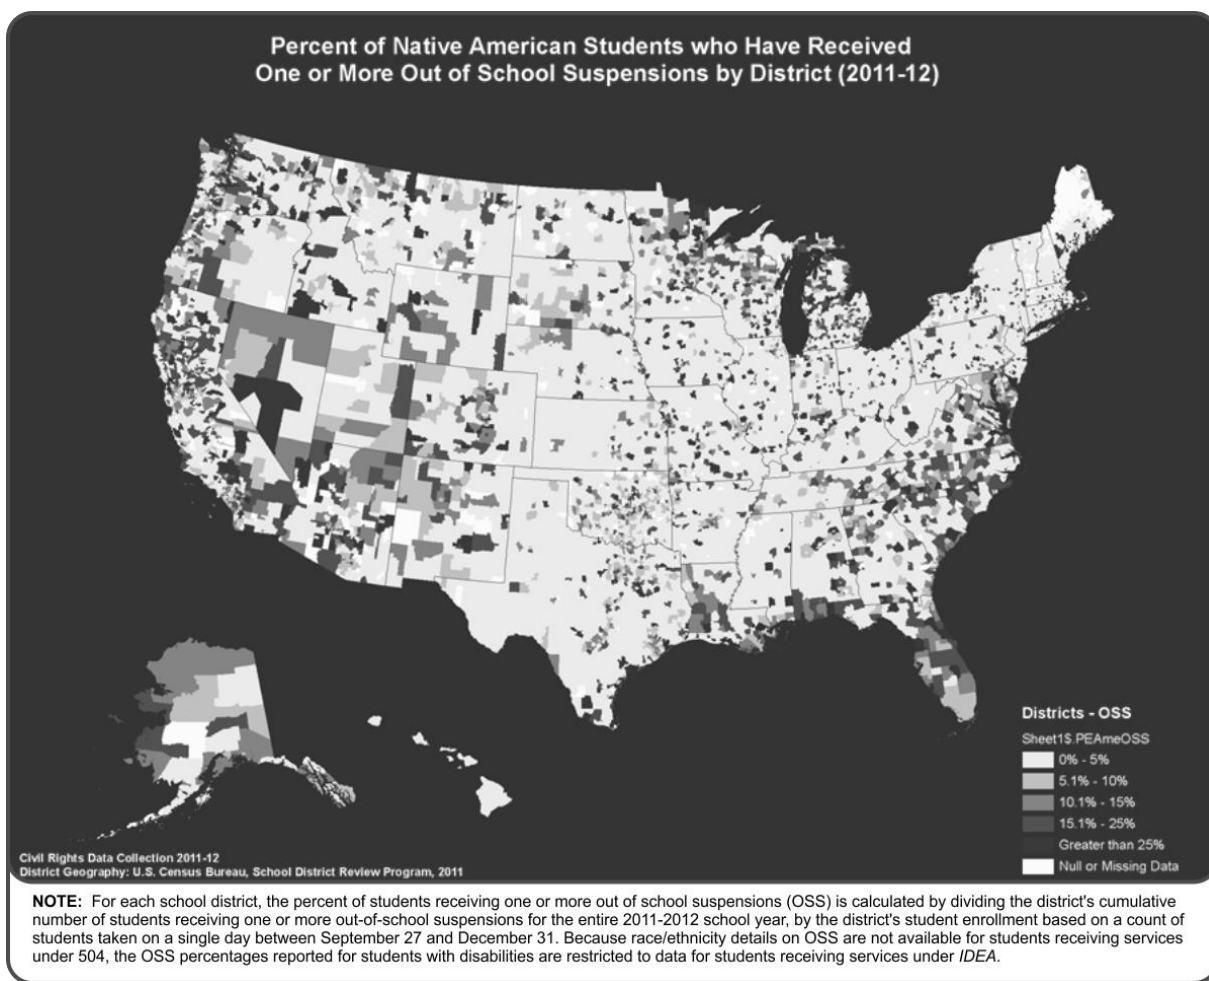 Percent of Native American Students who Have Received
One or More Out of School Suspensions by District (2011-12)
Districts - OSS
Sheet1$.PEAmeOSS
0% - 5%
5.1% - 10%
10.1% - 15%
15.1% - 25%
Greater than 25%
Null or Missing Data
Civil Rights Data Collection 2011-12
District Geography: U.S. Census Bureau, School District Review Program, 2011
NOTE: For each school district, the percent of students receiving one or more out of school suspensions (OSS) is calculated by dividing the district's cumulative
number of students receiving one or more out-of-school suspensions for the entire 2011-2012 school year, by the district's student enrollment based on a count of
students taken on a single day between September 27 and December 31. Because race/ethnicity details on OSS are not available for students receiving services
under 504, the OSS percentages reported for students with disabilities are restricted to data for students receiving services under IDEA.